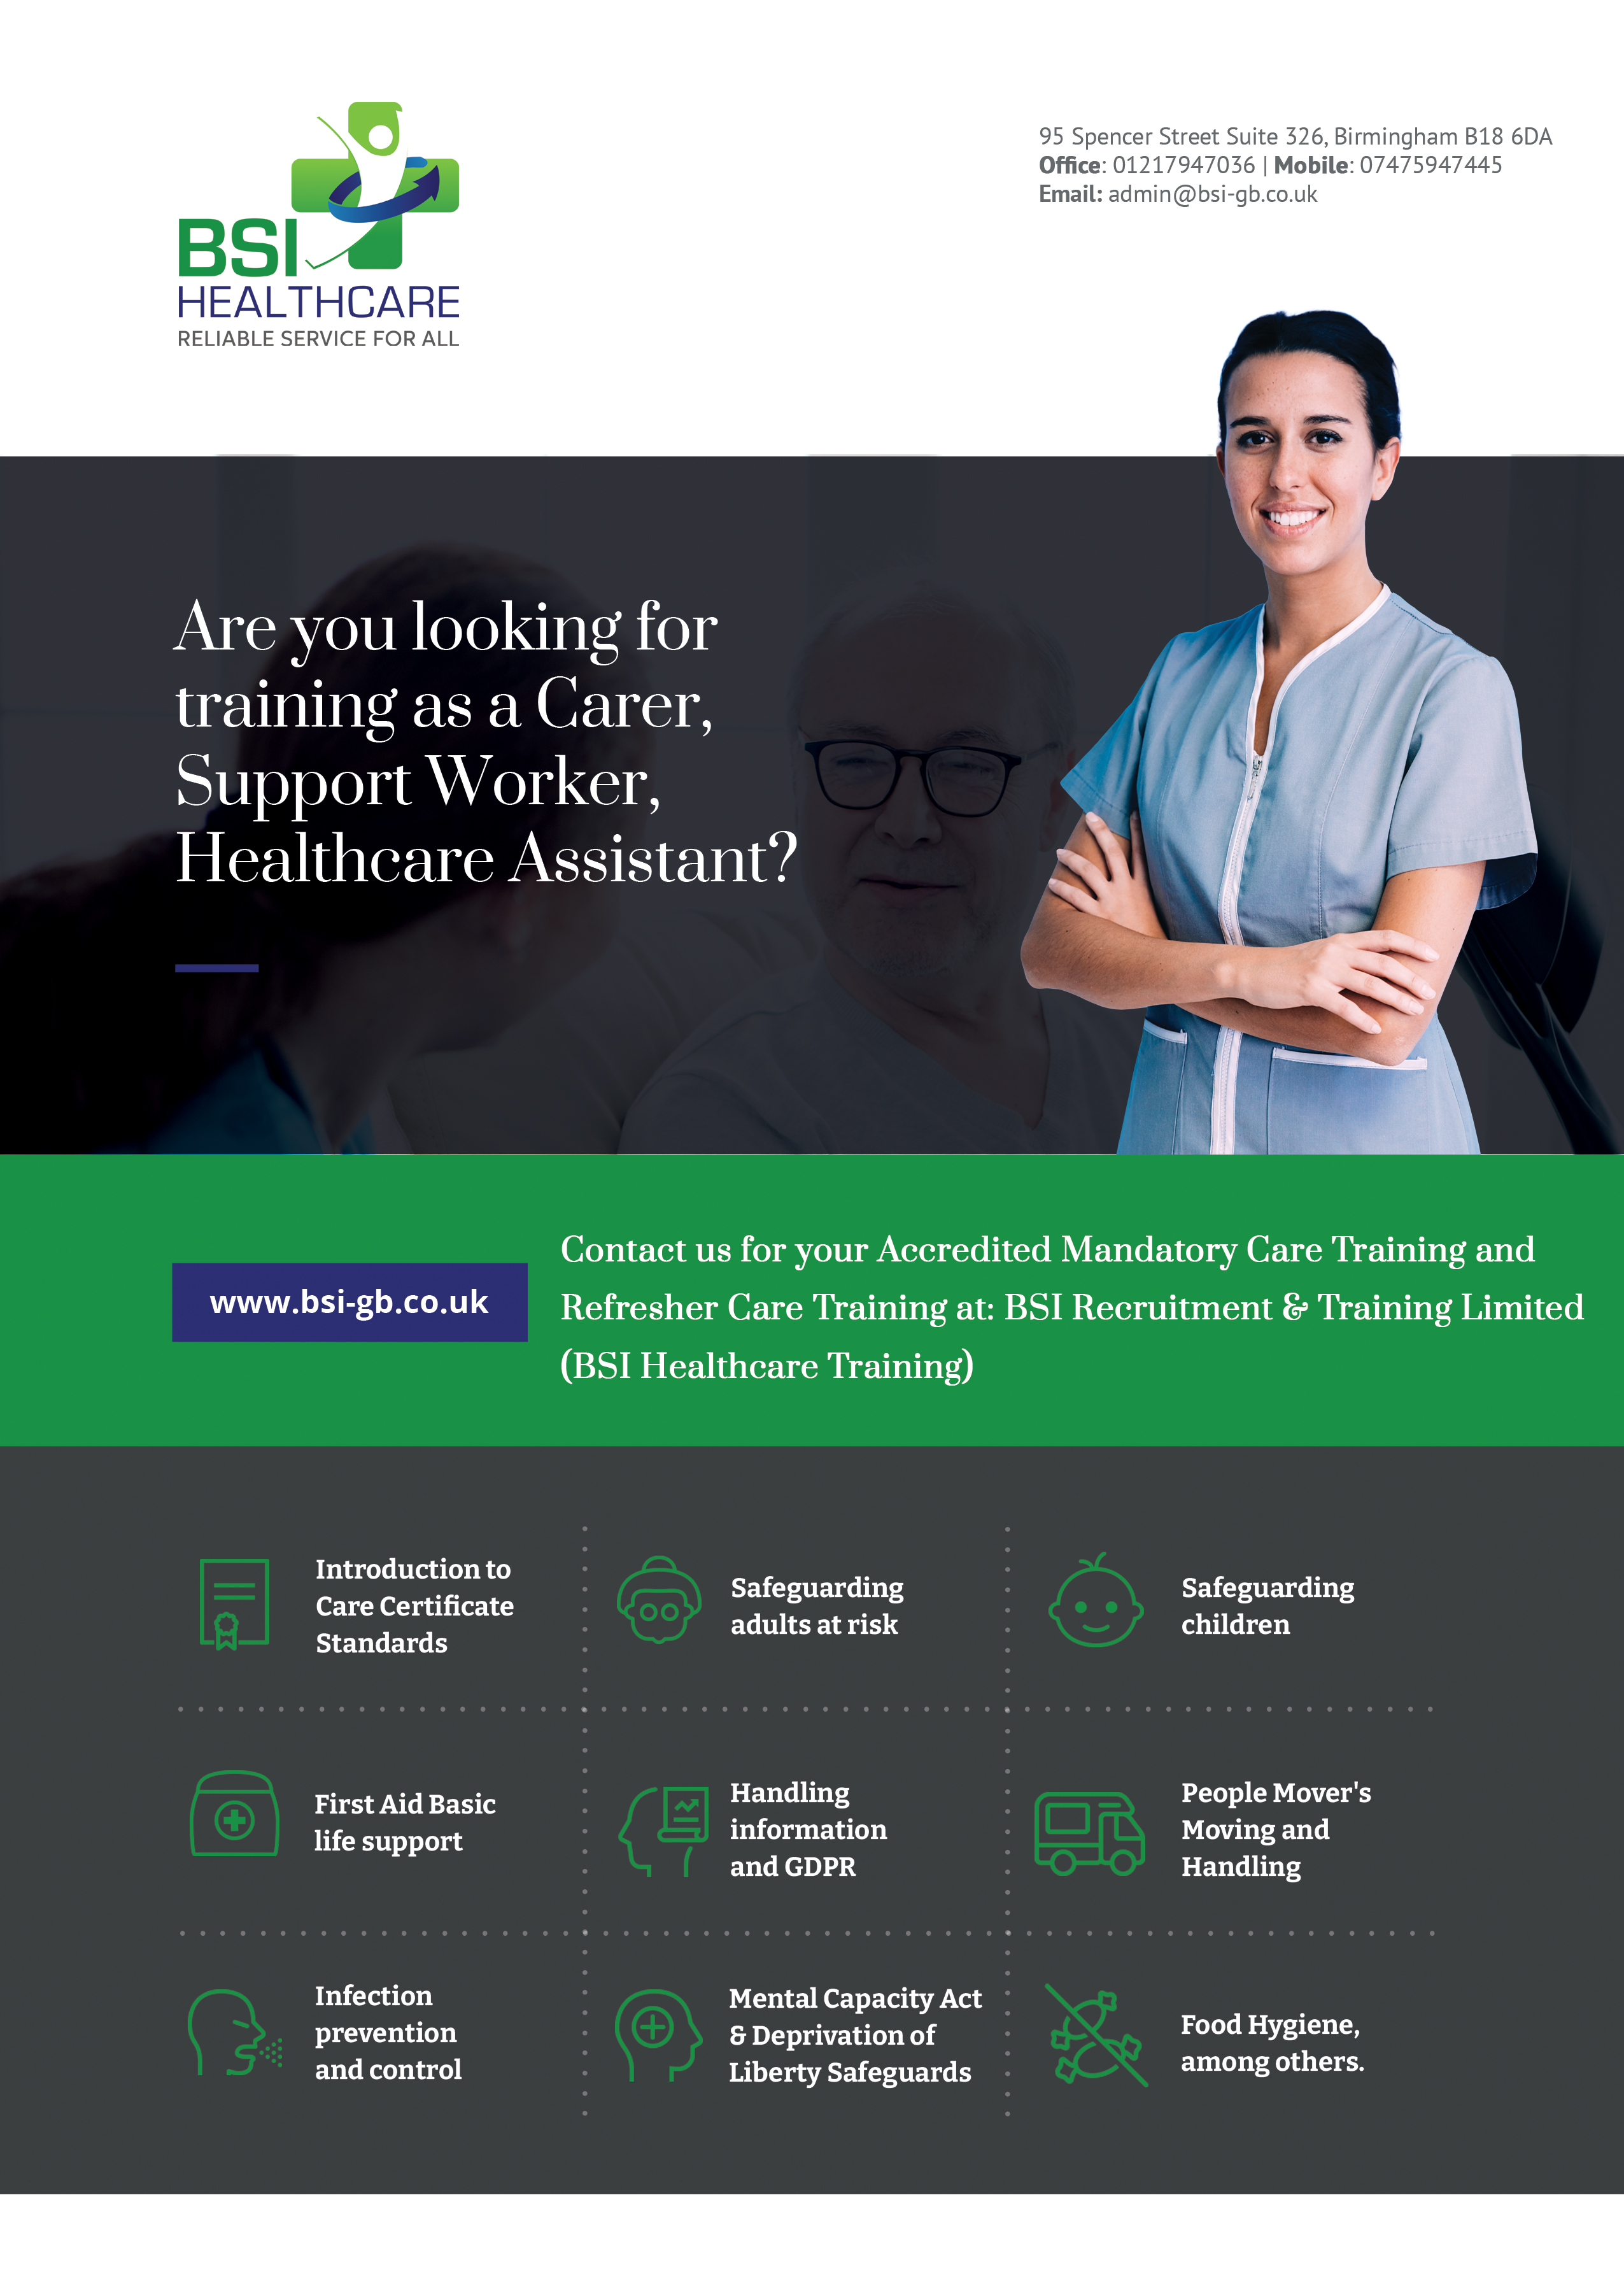 BSI
HEALTHCARE
RELIABLE SERVICE FOR ALL
95 Spencer Street Suite 326, Birmingham B18 6DA
Office: 01217947036 | Mobile: 07475947445
Email: admin@bsi-gb.co.uk
Are you looking for
training as a Carer,
Support Worker,
Healthcare Assistant?
www.bsi-gb.co.uk
Contact us for your Accredited Mandatory Care Training and
Refresher Care Training at: BSI Recruitment & Training Limited
(BSI Healthcare Training)
Introduction to
Care Certificate
Standards
Safeguarding
adults at risk
Safeguarding
children
First Aid Basic
life support
Handling
information
and GDPR
People Mover's
Moving and
Handling
Infection
prevention
and control
Mental Capacity Act
& Deprivation of
Liberty Safeguards
Food Hygiene,
among others.